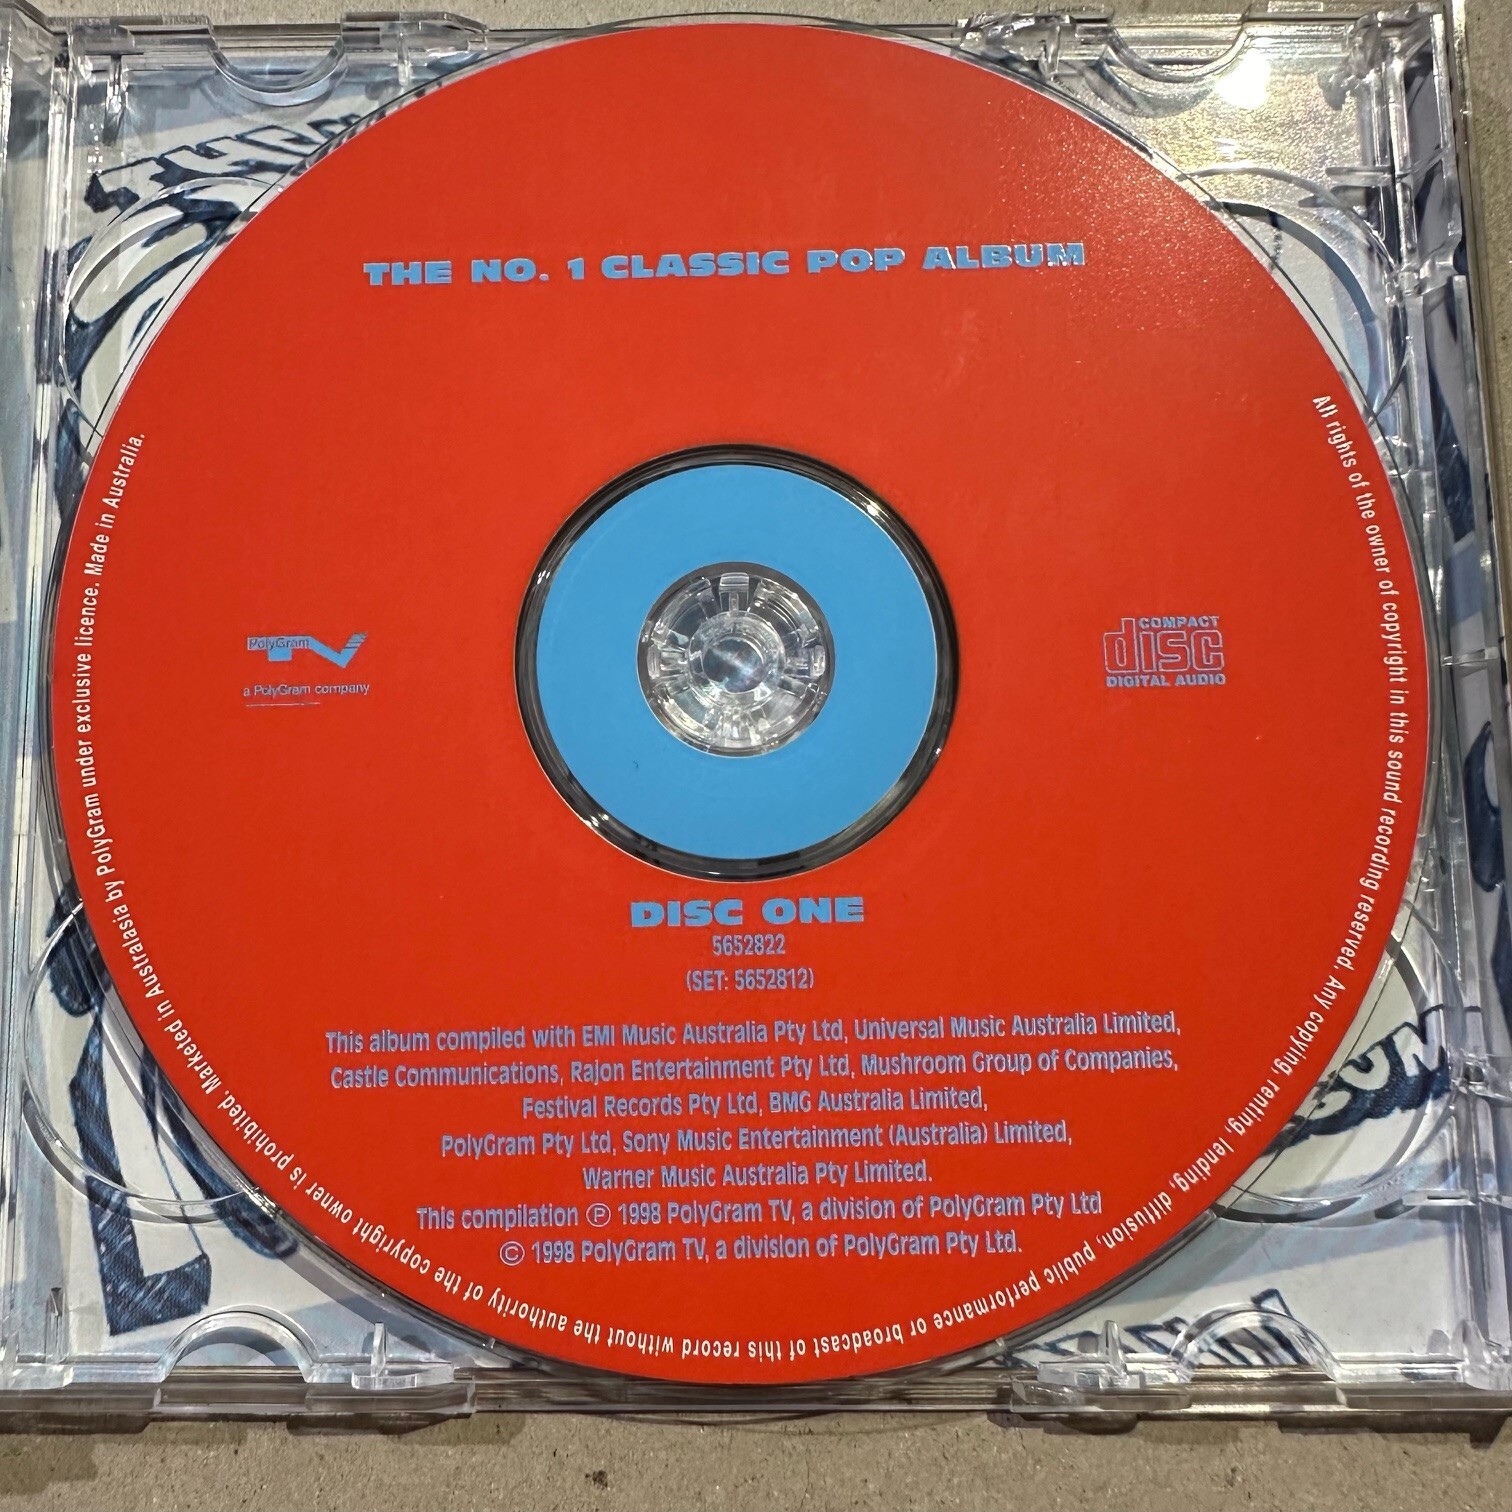 THE NO. 1 CLASSIC POP ALBUM
PolyGram TV
a PolyGram company
COMPACT
disc
DIGITAL AUDIO
DISC ONE
5652822
(SET: 5652812)
This album compiled with EMI Music Australia Pty Ltd, Universal Music Australia Limited,
Castle Communications, Rajon Entertainment Pty Ltd, Mushroom Group of Companies,
Festival Records Pty Ltd, BMG Australia Limited,
PolyGram Pty Ltd, Sony Music Entertainment (Australia) Limited,
Warner Music Australia Pty Limited.
This compilation ℗ 1998 PolyGram TV, a division of PolyGram Pty Ltd
© 1998 PolyGram TV, a division of PolyGram Pty Ltd.
All rights of the owner of copyright in this sound recording reserved. Any copying, renting, lending, diffusion, public performance or broadcast of this record without the authority of the copyright owner is prohibited. Marketed in Australasia by PolyGram under exclusive licence. Made in Australia.